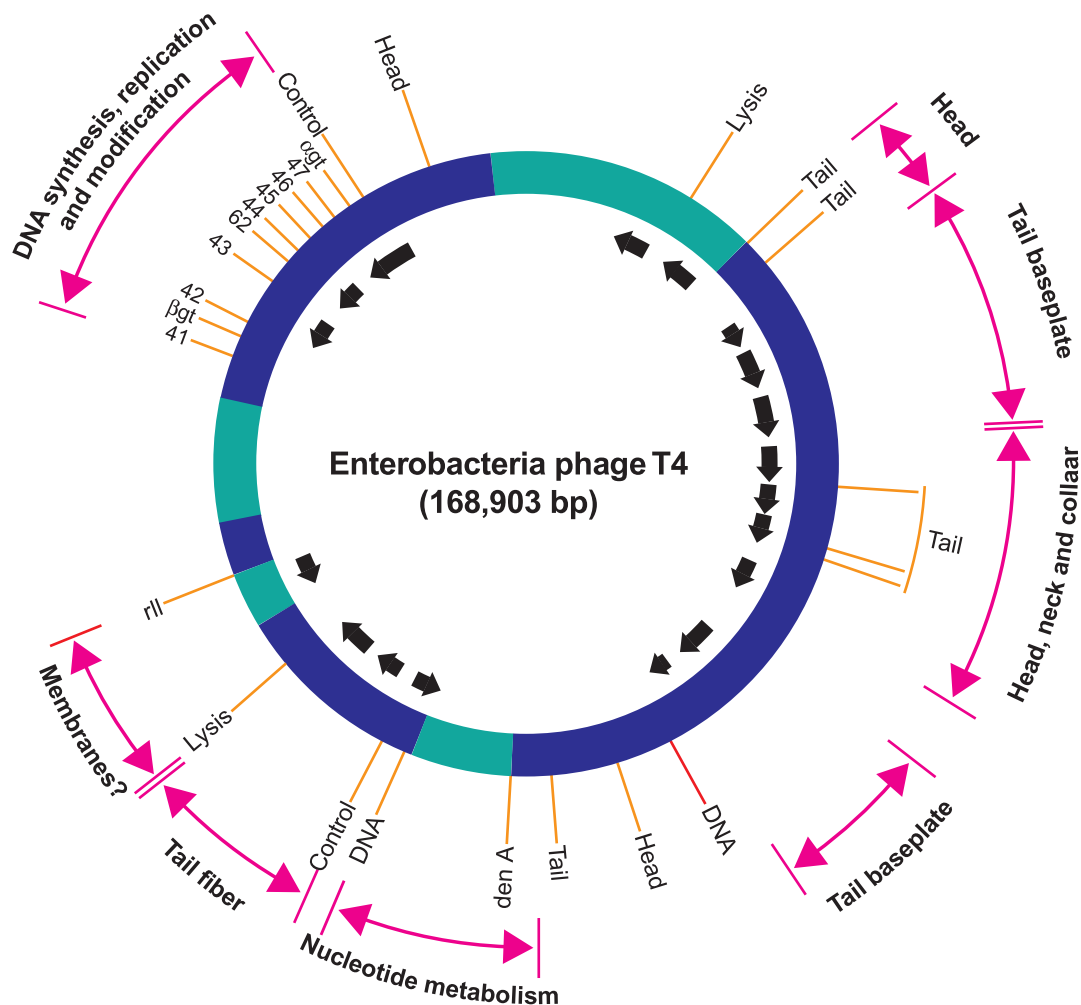 DNA synthesis, replication
and modification
Control
αgt
47
46
45
44
62
43
42
βgt
41
Head
Lysis
Tail
Tail
Head
Tail baseplate
Enterobacteria phage T4
(168,903 bp)
Tail
Head, neck and collaar
rII
Membranes?
Lysis
Tail fiber
Control
DNA
den A
Tail
Head
DNA
Tail baseplate
Nucleotide metabolism